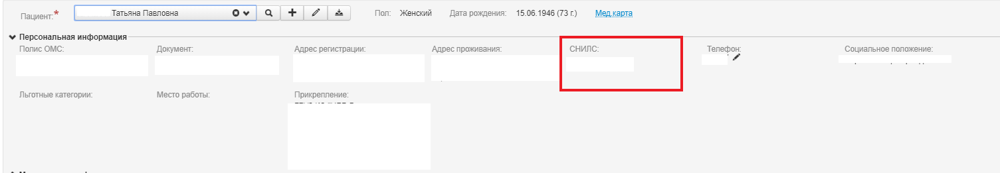 Пациент:* Татьяна Павловна Пол: Женский Дата рождения: 15.06.1946 (73 г.) Мед.карта
Персональная информация
Полис ОМС: Документ: Адрес регистрации: Адрес проживания: СНИЛС: Телефон: Социальное положение:
Льготные категории: Место работы: Прикрепление: